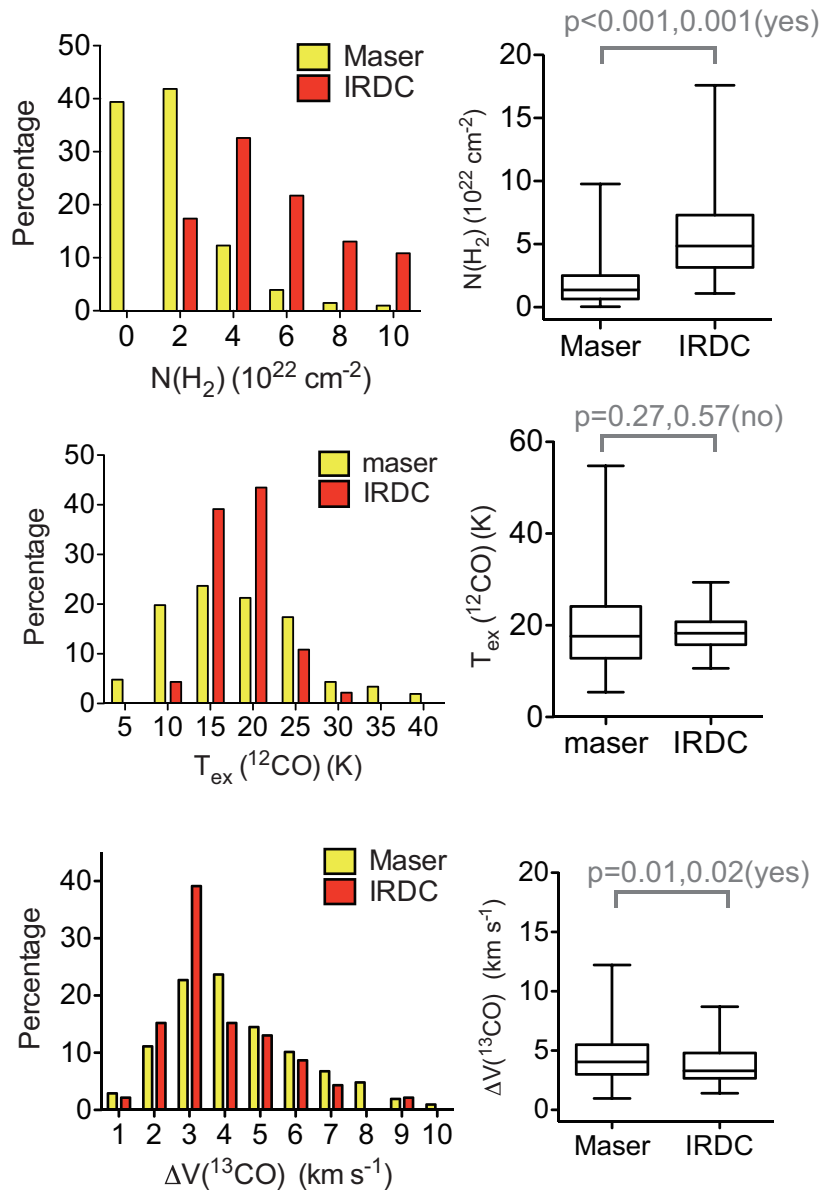 Maser
IRDC
50
40
30
20
10
0
Percentage
0 2 4 6 8 10
N(H₂) (10²² cm⁻²)
p<0.001,0.001(yes)
20
15
10
5
0
N(H₂) (10²² cm⁻²)
Maser IRDC
maser
IRDC
50
40
30
20
10
0
Percentage
5 10 15 20 25 30 35 40
Tₑₓ (¹²CO) (K)
p=0.27,0.57(no)
60
40
20
0
Tₑₓ (¹²CO) (K)
maser IRDC
Maser
IRDC
40
30
20
10
0
Percentage
1 2 3 4 5 6 7 8 9 10
ΔV(¹³CO) (km s⁻¹)
p=0.01,0.02(yes)
20
15
10
5
0
ΔV(¹³CO) (km s⁻¹)
Maser IRDC